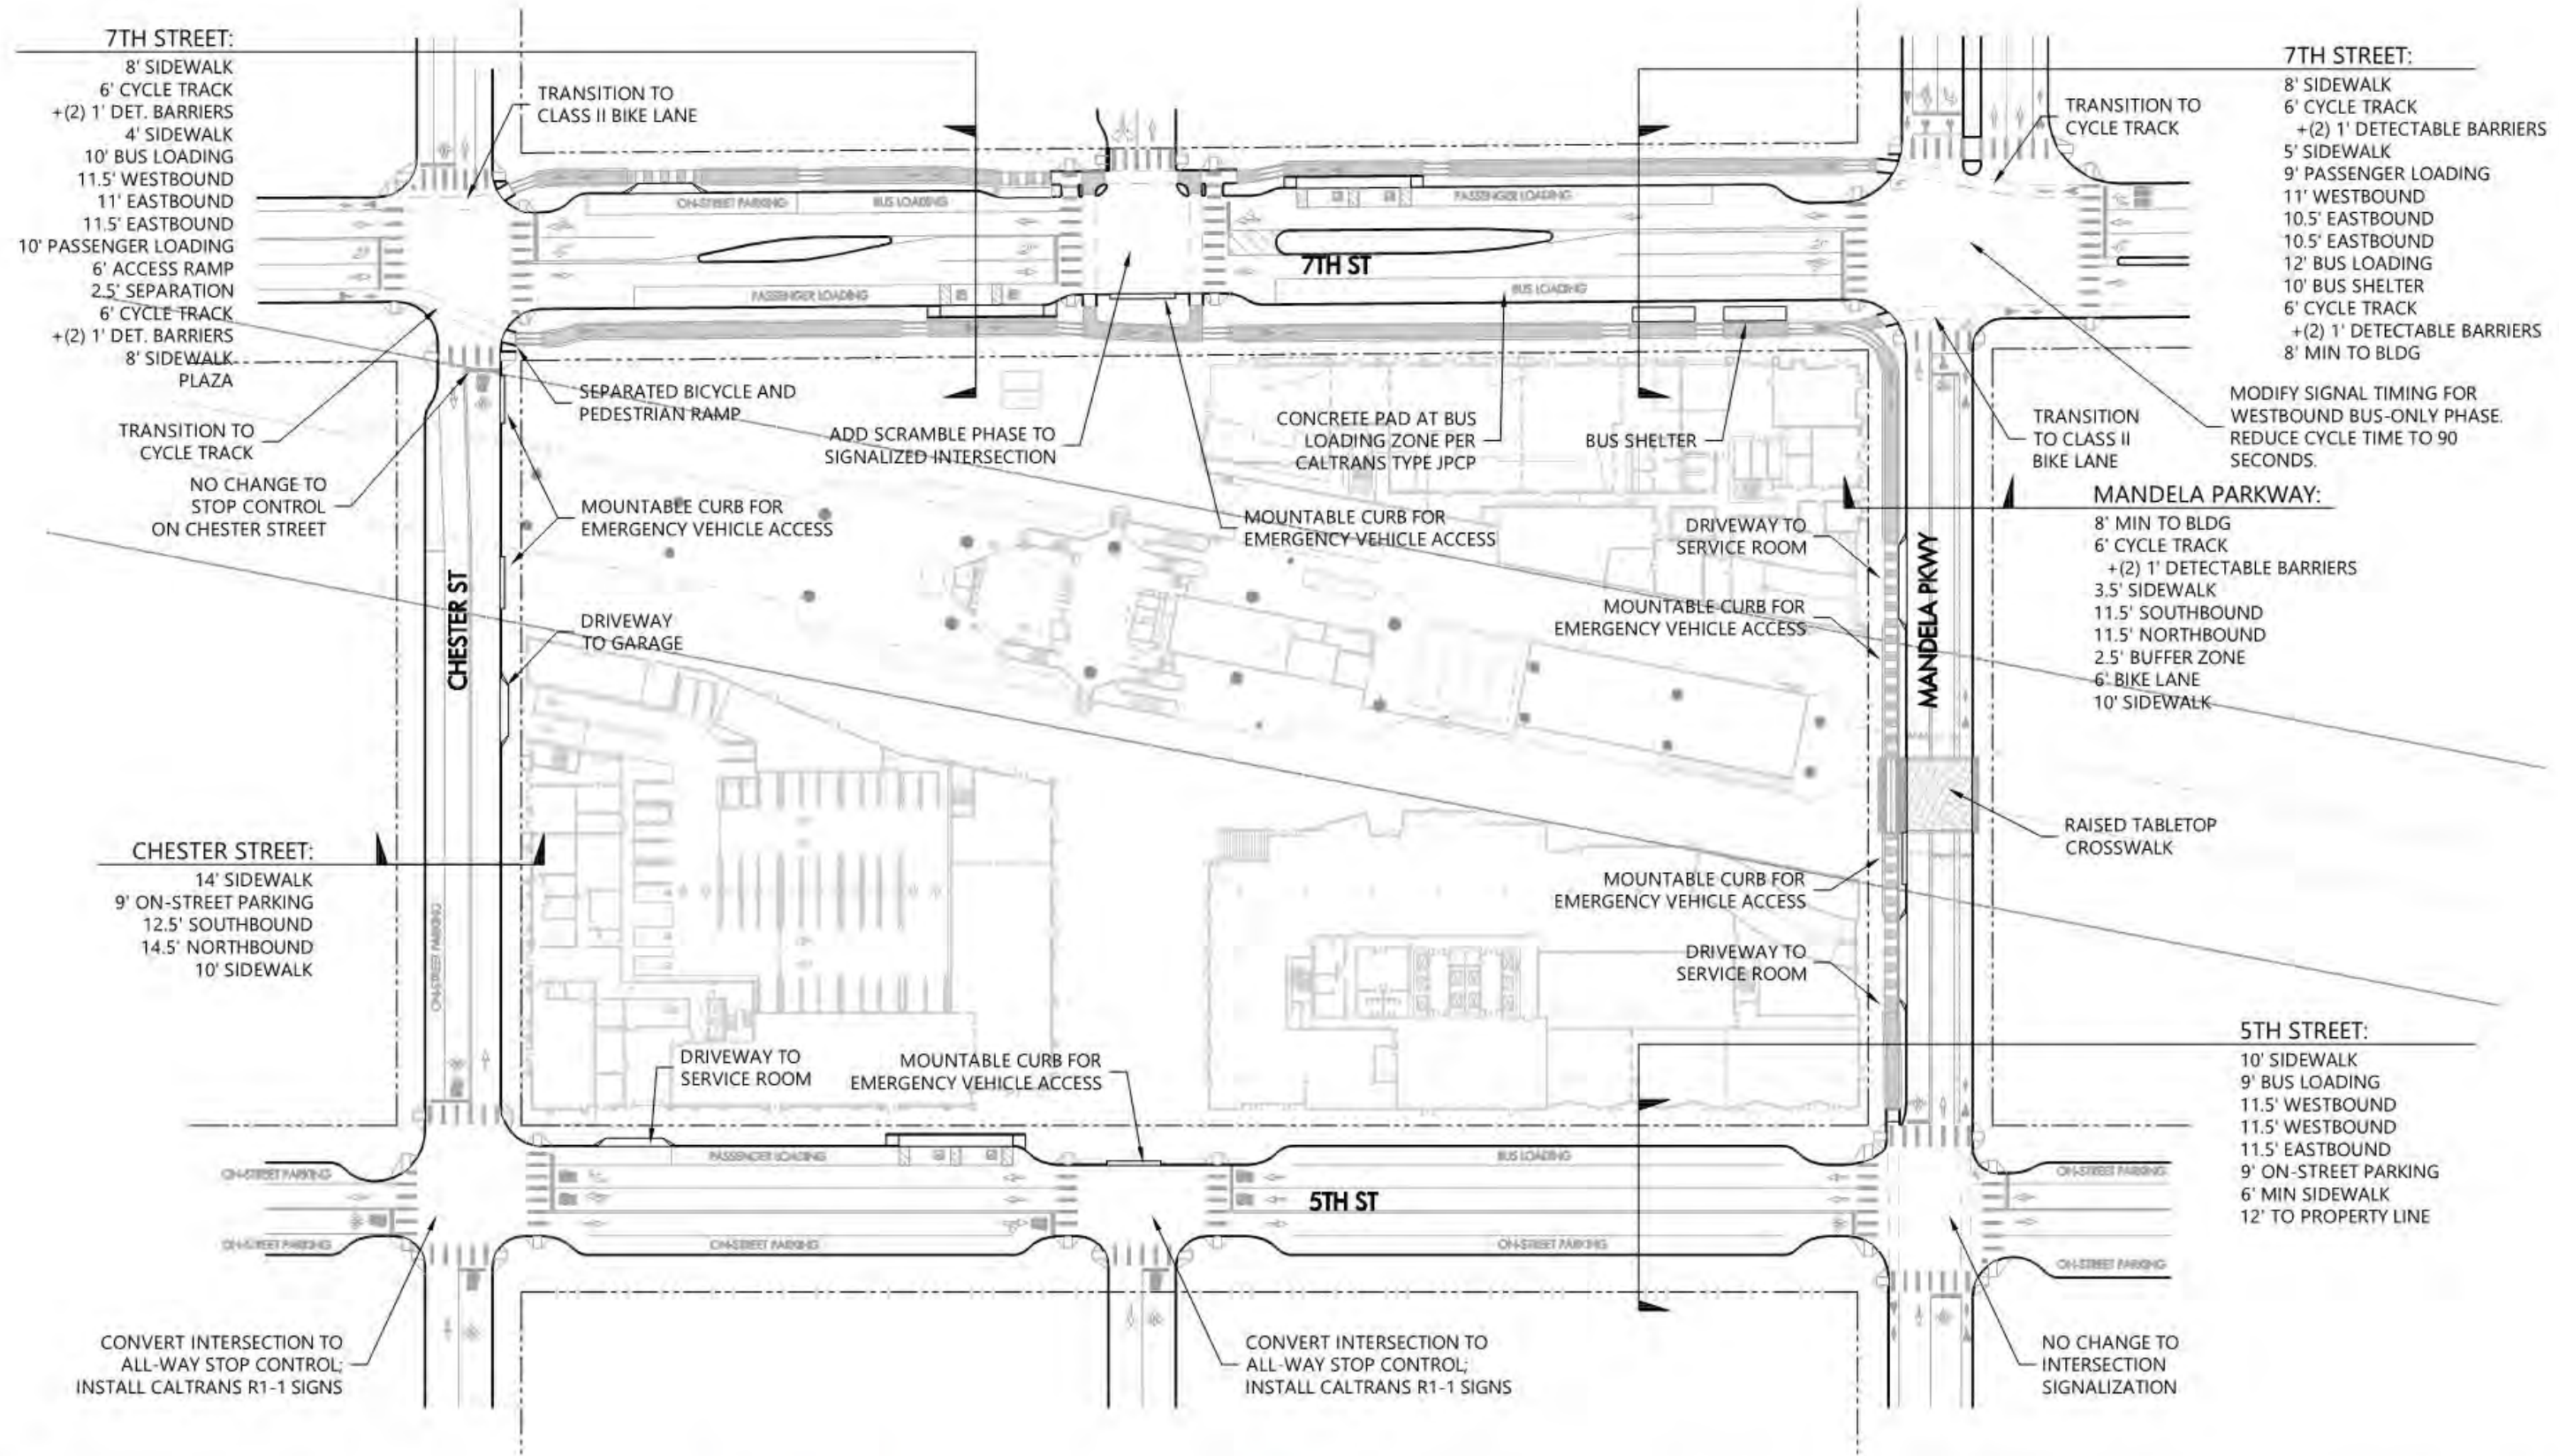 7TH STREET:
8' SIDEWALK
6' CYCLE TRACK
+(2) 1' DET. BARRIERS
4' SIDEWALK
10' BUS LOADING
11.5' WESTBOUND
11' EASTBOUND
11.5' EASTBOUND
10' PASSENGER LOADING
6' ACCESS RAMP
2.5' SEPARATION
6' CYCLE TRACK
+(2) 1' DET. BARRIERS
8' SIDEWALK
PLAZA
TRANSITION TO
CLASS II BIKE LANE
7TH STREET:
8' SIDEWALK
6' CYCLE TRACK
+(2) 1' DETECTABLE BARRIERS
5' SIDEWALK
9' PASSENGER LOADING
11' WESTBOUND
10.5' EASTBOUND
10.5' EASTBOUND
12' BUS LOADING
10' BUS SHELTER
6' CYCLE TRACK
+(2) 1' DETECTABLE BARRIERS
8' MIN TO BLDG
TRANSITION TO
CYCLE TRACK
ON-STREET PARKING
BUS LOADING
PASSENGER LOADING
7TH ST
PASSENGER LOADING
BUS LOADING
TRANSITION TO
CYCLE TRACK
NO CHANGE TO
STOP CONTROL
ON CHESTER STREET
SEPARATED BICYCLE AND
PEDESTRIAN RAMP
ADD SCRAMBLE PHASE TO
SIGNALIZED INTERSECTION
CONCRETE PAD AT BUS
LOADING ZONE PER
CALTRANS TYPE JPCP
BUS SHELTER
TRANSITION
TO CLASS II
BIKE LANE
MODIFY SIGNAL TIMING FOR
WESTBOUND BUS-ONLY PHASE.
REDUCE CYCLE TIME TO 90
SECONDS.
MOUNTABLE CURB FOR
EMERGENCY VEHICLE ACCESS
MOUNTABLE CURB FOR
EMERGENCY VEHICLE ACCESS
DRIVEWAY TO
SERVICE ROOM
MANDELA PARKWAY:
8' MIN TO BLDG
6' CYCLE TRACK
+(2) 1' DETECTABLE BARRIERS
3.5' SIDEWALK
11.5' SOUTHBOUND
11.5' NORTHBOUND
2.5' BUFFER ZONE
6' BIKE LANE
10' SIDEWALK
CHESTER ST
DRIVEWAY
TO GARAGE
MOUNTABLE CURB FOR
EMERGENCY VEHICLE ACCESS
MANDELA PKWY
RAISED TABLETOP
CROSSWALK
CHESTER STREET:
14' SIDEWALK
9' ON-STREET PARKING
12.5' SOUTHBOUND
14.5' NORTHBOUND
10' SIDEWALK
ON-STREET PARKING
MOUNTABLE CURB FOR
EMERGENCY VEHICLE ACCESS
DRIVEWAY TO
SERVICE ROOM
5TH STREET:
10' SIDEWALK
9' BUS LOADING
11.5' WESTBOUND
11.5' WESTBOUND
11.5' EASTBOUND
9' ON-STREET PARKING
6' MIN SIDEWALK
12' TO PROPERTY LINE
DRIVEWAY TO
SERVICE ROOM
MOUNTABLE CURB FOR
EMERGENCY VEHICLE ACCESS
ON-STREET PARKING
PASSENGER LOADING
BUS LOADING
ON-STREET PARKING
5TH ST
ON-STREET PARKING
ON-STREET PARKING
ON-STREET PARKING
ON-STREET PARKING
CONVERT INTERSECTION TO
ALL-WAY STOP CONTROL;
INSTALL CALTRANS R1-1 SIGNS
CONVERT INTERSECTION TO
ALL-WAY STOP CONTROL;
INSTALL CALTRANS R1-1 SIGNS
NO CHANGE TO
INTERSECTION
SIGNALIZATION